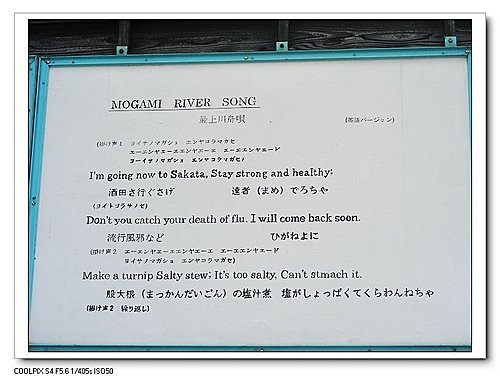 MOGAMI RIVER SONG
最上川舟唄
(英語バージョン)
(掛け声1 ヨイサノマガショ エンヤコラマカセ
エーエンヤエーエエンヤエーエ エーエエンヤエード
ヨーイサノマガショ エンヤコラマガセノ)
I'm going now to Sakata, Stay strong and healthy;
酒田さ行ぐさげ 達者(まめ)でろちゃ
(ヨイトコラサノセ)
Don't you catch your death of flu. I will come back soon.
流行風邪など ひがねよに
(掛け声2 エーエンヤエーエエンヤエーエ エーエエンヤエード
ヨイサノマガショ エンヤコラマガセ)
Make a turnip Salty stew; It's too salty, Can't stmach it.
股大根(まっかんだいごん)の塩汁煮 塩がしょっぱくてくらわんねちゃ
(掛け声2 繰り返し)
COOLPIX S4 F5.6 1/405s ISO50